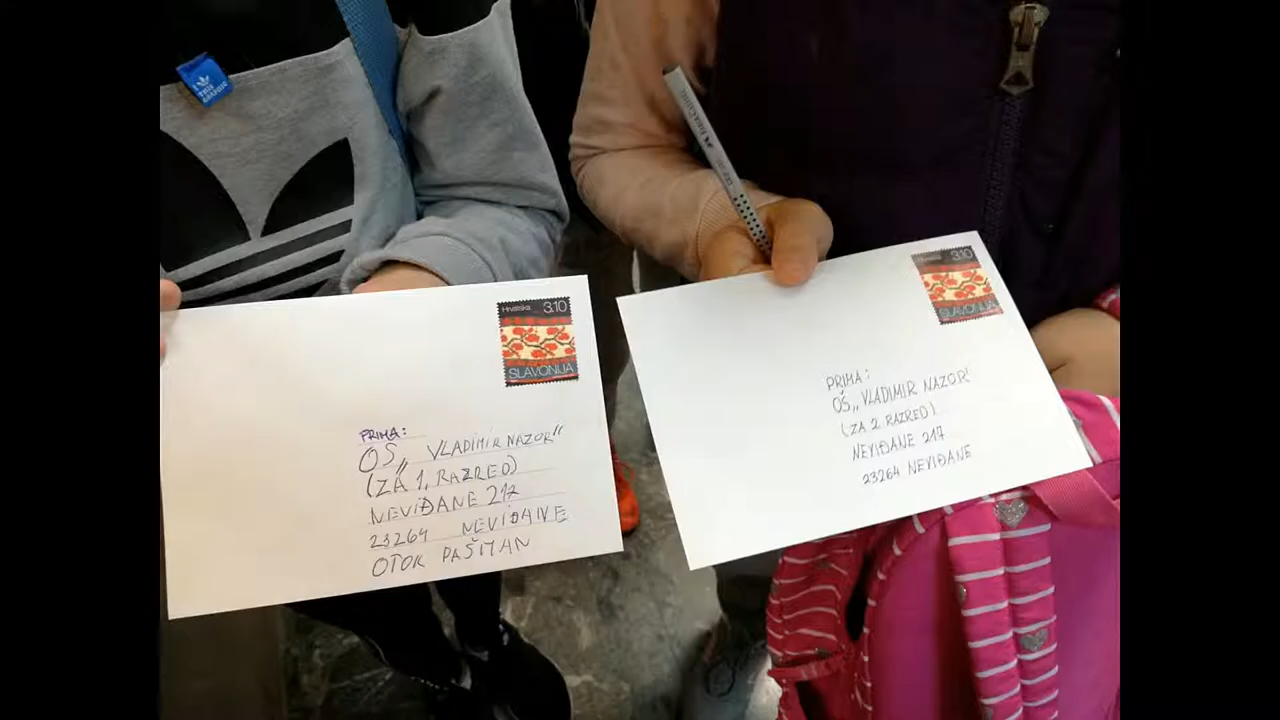 Hrvatska 3.10
SLAVONIJA
PRIMA:
OŠ „VLADIMIR NAZOR"
(ZA 1. RAZRED)
NEVIĐANE 217
23264 NEVIĐANE
OTOK PAŠMAN
3.10
SLAVONIJA
PRIMA:
OŠ „VLADIMIR NAZOR"
(ZA 2. RAZRED)
NEVIĐANE 217
23264 NEVIĐANE